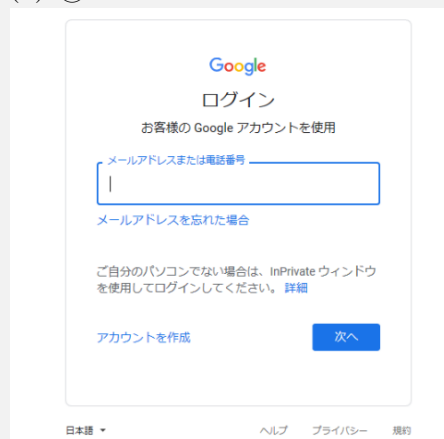 Google
ログイン
お客様の Google アカウントを使用
メールアドレスまたは電話番号
メールアドレスを忘れた場合
ご自分のパソコンでない場合は、InPrivate ウィンドウ
を使用してログインしてください。 詳細
アカウントを作成
次へ
日本語
ヘルプ プライバシー 規約